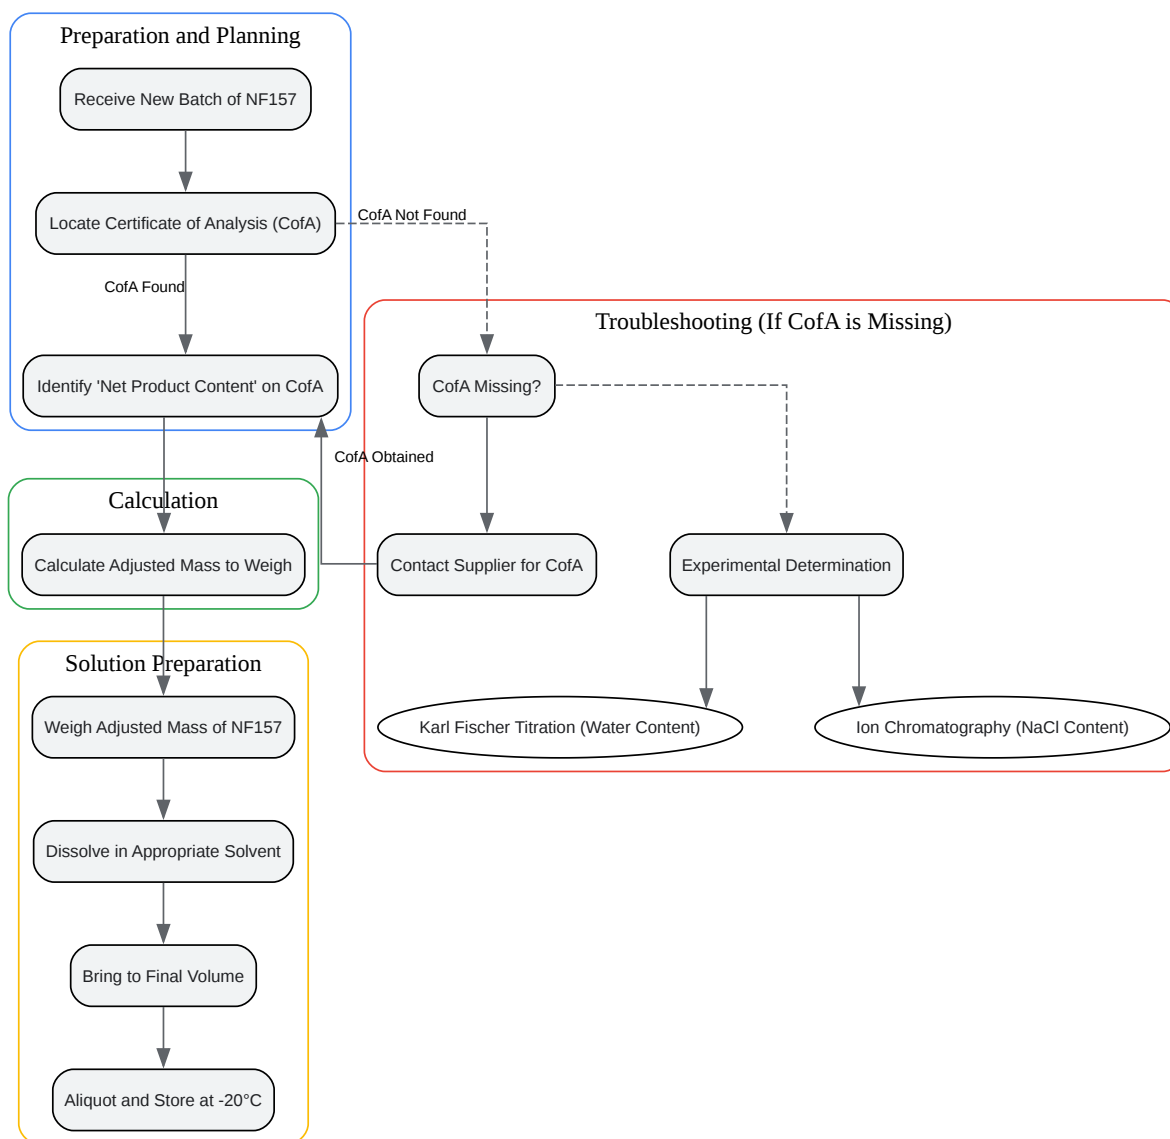 Preparation and Planning
Receive New Batch of NF157
Locate Certificate of Analysis (CofA)
CofA Not Found
CofA Found
Identify 'Net Product Content' on CofA
Troubleshooting (If CofA is Missing)
CofA Missing?
CofA Obtained
Contact Supplier for CofA
Experimental Determination
Karl Fischer Titration (Water Content)
Ion Chromatography (NaCl Content)
Calculation
Calculate Adjusted Mass to Weigh
Solution Preparation
Weigh Adjusted Mass of NF157
Dissolve in Appropriate Solvent
Bring to Final Volume
Aliquot and Store at -20°C